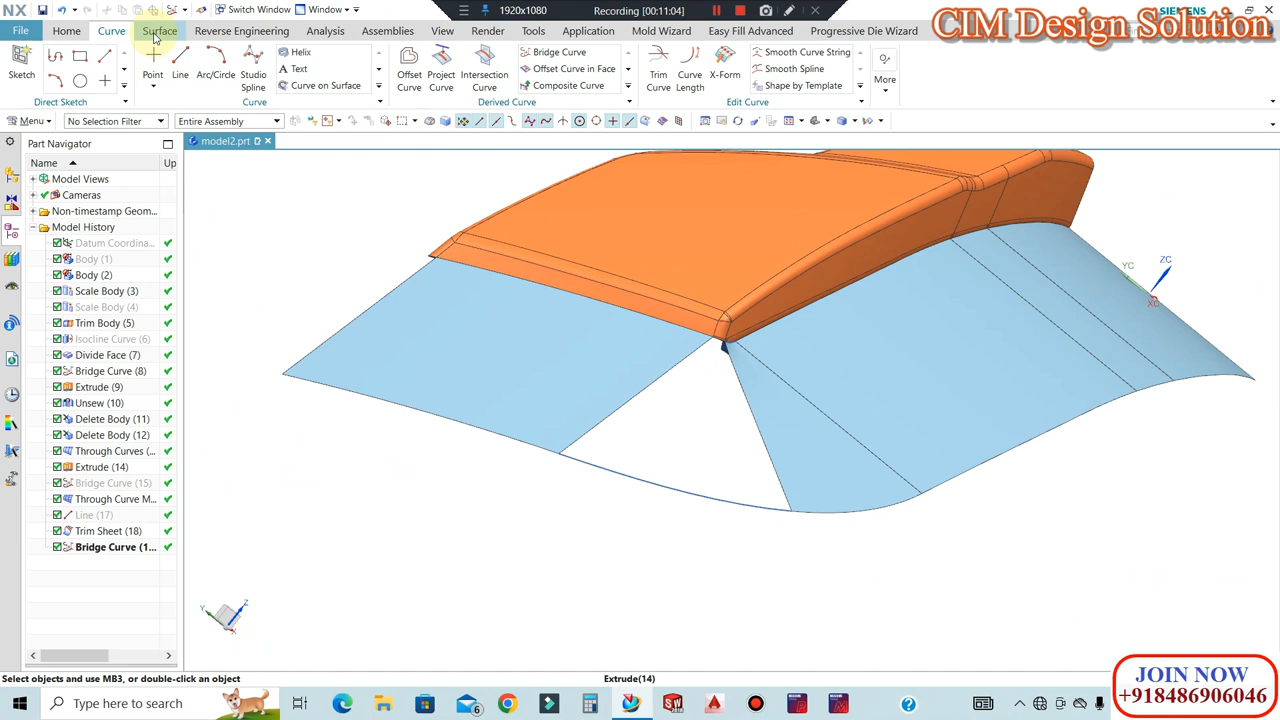 NX
Switch Window
Window
1920x1080
Recording [00:11:04]
SIEMENS
CIM Design Solution
File
Home
Curve
Surface
Reverse Engineering
Analysis
Assemblies
View
Render
Tools
Application
Mold Wizard
Easy Fill Advanced
Progressive Die Wizard
Sketch
Direct Sketch
Point
Line
Arc/Circle
Studio Spline
Helix
Text
Curve on Surface
Curve
Offset Curve
Project Curve
Intersection Curve
Bridge Curve
Offset Curve in Face
Composite Curve
Derived Curve
Trim Curve
Curve Length
X-Form
Smooth Curve String
Smooth Spline
Shape by Template
Edit Curve
More
Menu
No Selection Filter
Entire Assembly
Part Navigator
model2.prt
Name
Up
Model Views
Cameras
Non-timestamp Geom...
Model History
Datum Coordina...
Body (1)
Body (2)
Scale Body (3)
Scale Body (4)
Trim Body (5)
Isocline Curve (6)
Divide Face (7)
Bridge Curve (8)
Extrude (9)
Unsew (10)
Delete Body (11)
Delete Body (12)
Through Curves (...
Extrude (14)
Bridge Curve (15)
Through Curve M...
Line (17)
Trim Sheet (18)
Bridge Curve (1...
ZC
YC
XC
Z
Y
X
Select objects and use MB3, or double-click an object
Extrude(14)
JOIN NOW
+918486906046
Type here to search
6